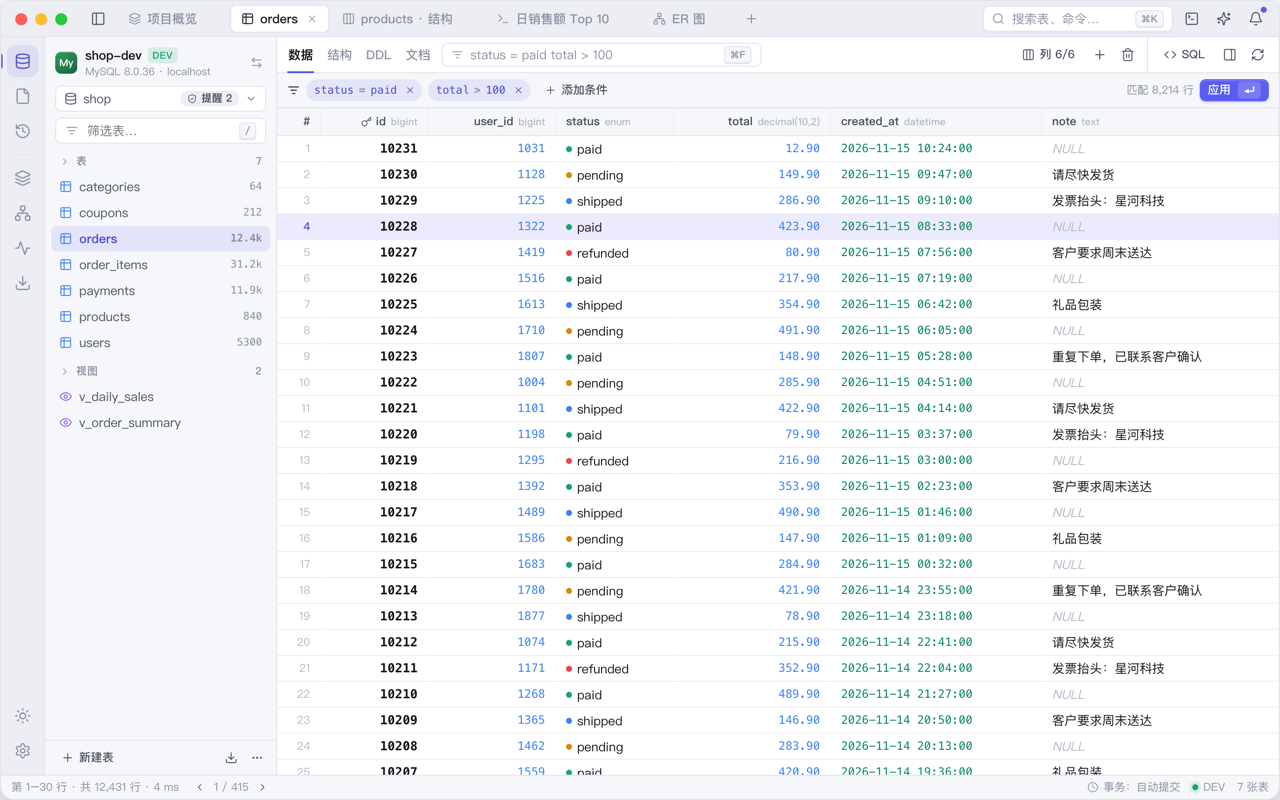 项目概览 orders products · 结构 日销售额 Top 10 ER 图 搜索表、命令… ⌘K
My shop-dev DEV
MySQL 8.0.36 · localhost
数据 结构 DDL 文档 status = paid total > 100 ⌘F 列 6/6 SQL
shop 提醒 2
status = paid × total > 100 × + 添加条件 匹配 8,214 行 应用
筛选表… /
表 7
categories 64
coupons 212
orders 12.4k
order_items 31.2k
payments 11.9k
products 840
users 5300
视图 2
v_daily_sales
v_order_summary
新建表
# id bigint user_id bigint status enum total decimal(10,2) created_at datetime note text
1 10231 1031 paid 12.90 2026-11-15 10:24:00 NULL
2 10230 1128 pending 149.90 2026-11-15 09:47:00 请尽快发货
3 10229 1225 shipped 286.90 2026-11-15 09:10:00 发票抬头：星河科技
4 10228 1322 paid 423.90 2026-11-15 08:33:00 NULL
5 10227 1419 refunded 80.90 2026-11-15 07:56:00 客户要求周末送达
6 10226 1516 paid 217.90 2026-11-15 07:19:00 NULL
7 10225 1613 shipped 354.90 2026-11-15 06:42:00 礼品包装
8 10224 1710 pending 491.90 2026-11-15 06:05:00 NULL
9 10223 1807 paid 148.90 2026-11-15 05:28:00 重复下单，已联系客户确认
10 10222 1004 pending 285.90 2026-11-15 04:51:00 NULL
11 10221 1101 shipped 422.90 2026-11-15 04:14:00 请尽快发货
12 10220 1198 paid 79.90 2026-11-15 03:37:00 发票抬头：星河科技
13 10219 1295 refunded 216.90 2026-11-15 03:00:00 NULL
14 10218 1392 paid 353.90 2026-11-15 02:23:00 客户要求周末送达
15 10217 1489 shipped 490.90 2026-11-15 01:46:00 NULL
16 10216 1586 pending 147.90 2026-11-15 01:09:00 礼品包装
17 10215 1683 paid 284.90 2026-11-15 00:32:00 NULL
18 10214 1780 pending 421.90 2026-11-14 23:55:00 重复下单，已联系客户确认
19 10213 1877 shipped 78.90 2026-11-14 23:18:00 NULL
20 10212 1074 paid 215.90 2026-11-14 22:41:00 请尽快发货
21 10211 1171 refunded 352.90 2026-11-14 22:04:00 发票抬头：星河科技
22 10210 1268 paid 489.90 2026-11-14 21:27:00 NULL
23 10209 1365 shipped 146.90 2026-11-14 20:50:00 客户要求周末送达
24 10208 1462 pending 283.90 2026-11-14 20:13:00 NULL
25 10207 1559 paid 420.90 2026-11-14 19:36:00 礼品包装
第 1–30 行 · 共 12,431 行 · 4 ms 1 / 415 事务：自动提交 DEV 7 张表